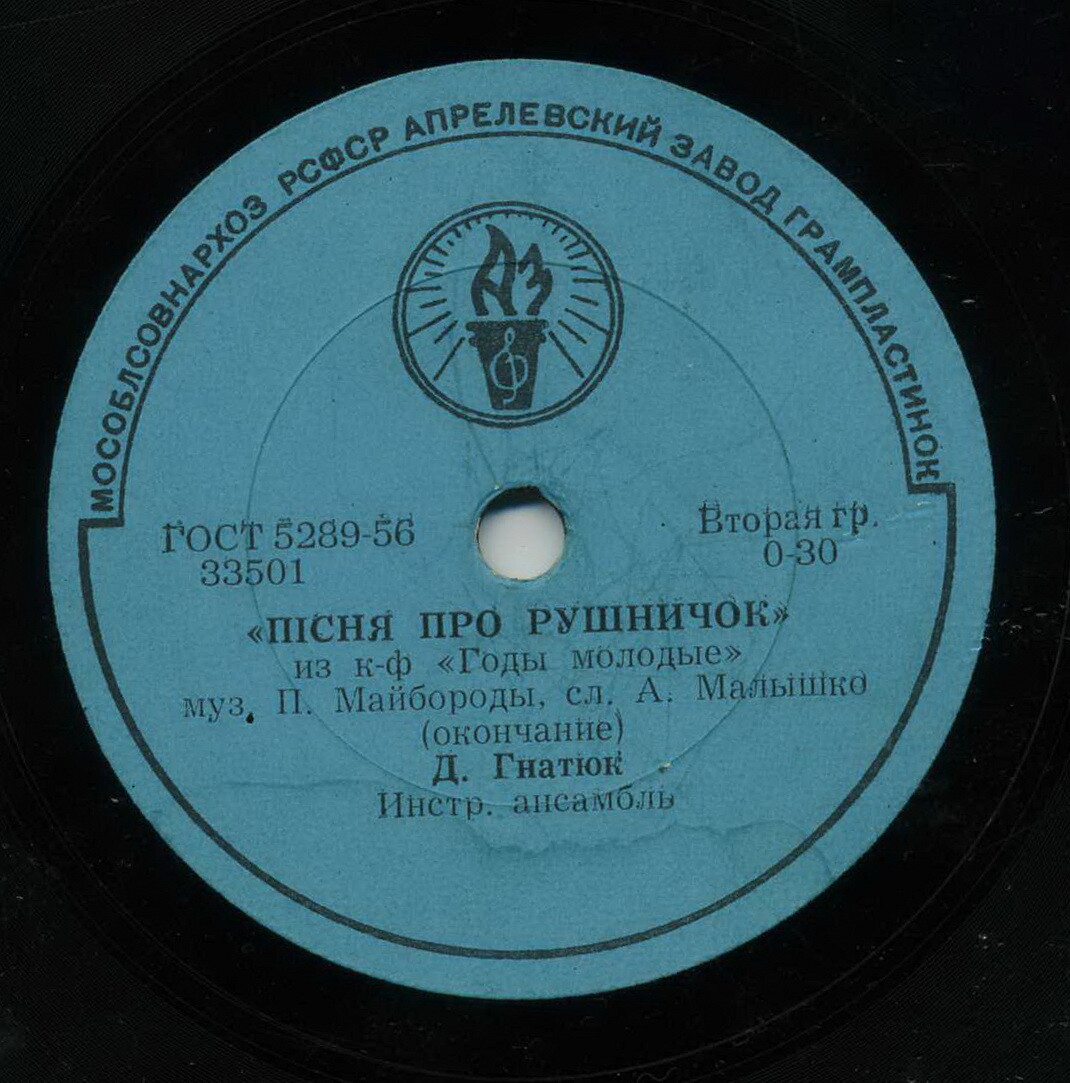 МОСОБЛСОВНАРХОЗ РСФСР АПРЕЛЕВСКИЙ ЗАВОД ГРАМПЛАСТИНОК
АЗ
ГОСТ 5289-56
33501
Вторая гр.
0-30
«ПІСНЯ ПРО РУШНИЧОК»
из к-ф «Годы молодые»
муз. П. Майбороды, сл. А. Малышко
(окончание)
Д. Гнатюк
Инстр. ансамбль